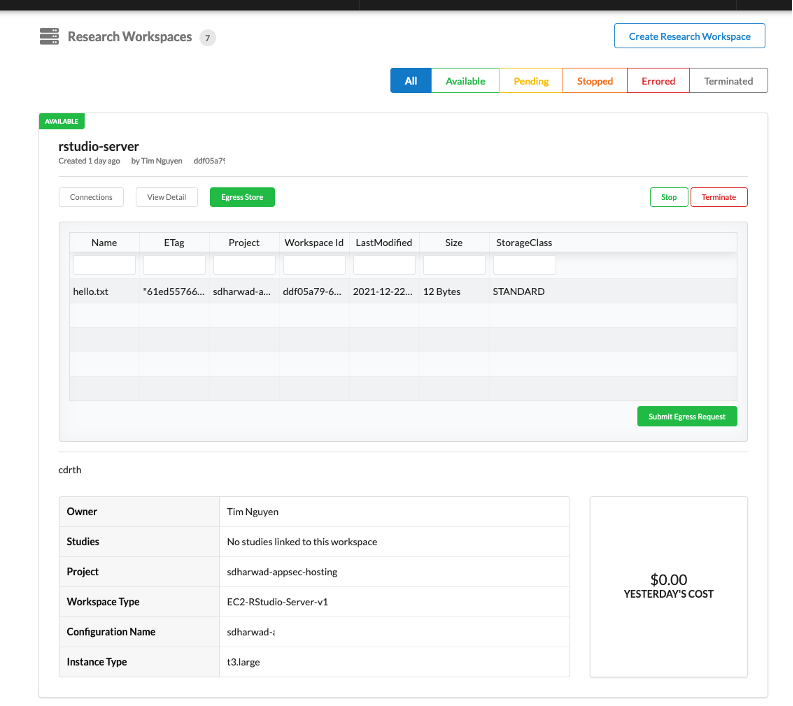 Research Workspaces 7
Create Research Workspace
All Available Pending Stopped Errored Terminated
AVAILABLE
rstudio-server
Created 1 day ago by Tim Nguyen ddf05a79
Connections View Detail Egress Store Stop Terminate
Name ETag Project Workspace Id LastModified Size StorageClass
hello.txt "61ed55766... sdharwad-a... ddf05a79-6... 2021-12-22... 12 Bytes STANDARD
Submit Egress Request
cdrth
Owner Tim Nguyen
Studies No studies linked to this workspace
Project sdharwad-appsec-hosting
Workspace Type EC2-RStudio-Server-v1
Configuration Name sdharwad-
Instance Type t3.large
$0.00
YESTERDAY'S COST